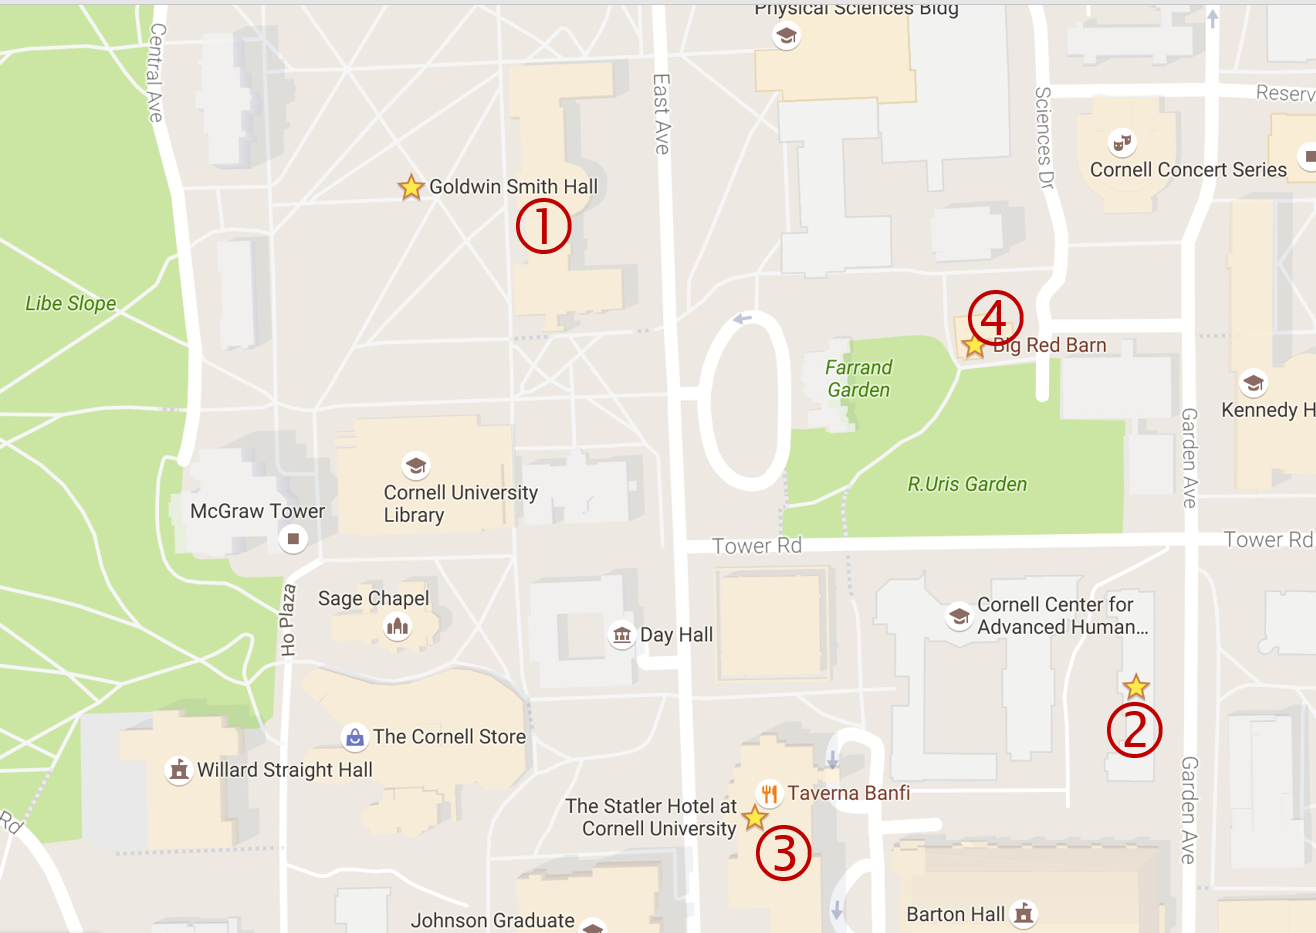 Physical Sciences Bldg
Central Ave
East Ave
Sciences Dr
Reserv
Cornell Concert Series
Goldwin Smith Hall
①
Libe Slope
④
Big Red Barn
Farrand
Garden
Kennedy H
Garden Ave
R.Uris Garden
Cornell University
Library
McGraw Tower
Tower Rd
Tower Rd
Ho Plaza
Sage Chapel
Day Hall
Cornell Center for
Advanced Human...
②
The Cornell Store
Willard Straight Hall
Taverna Banfi
The Statler Hotel at
Cornell University
③
Garden Ave
Rd
Johnson Graduate
Barton Hall